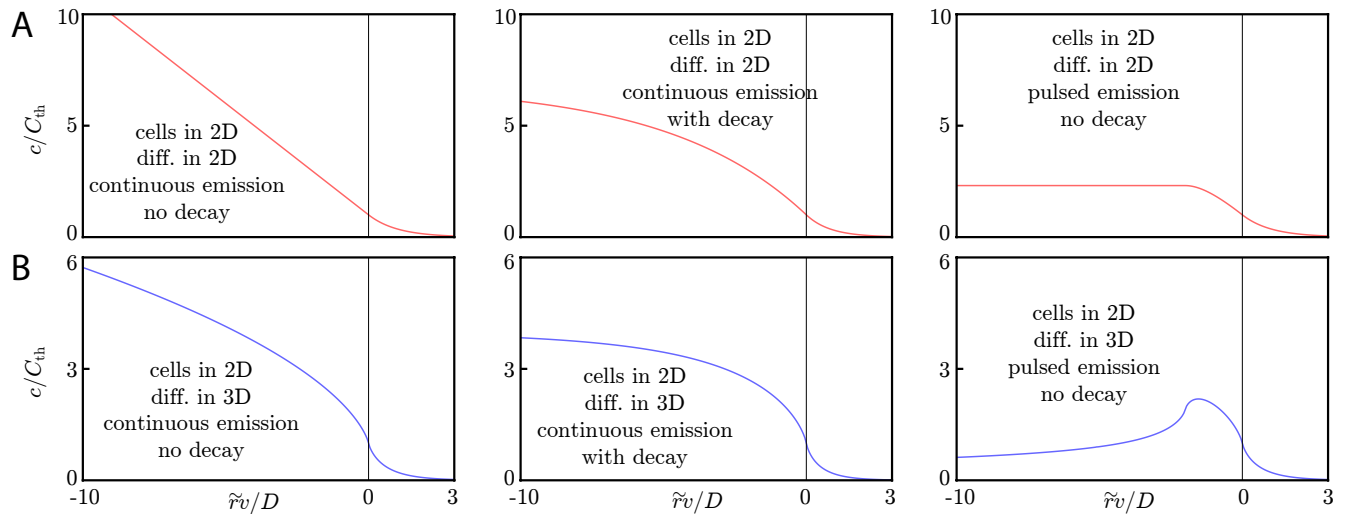 A
10
5
0
c/C_th
cells in 2D
diff. in 2D
continuous emission
no decay
10
5
0
cells in 2D
diff. in 2D
continuous emission
with decay
10
5
0
cells in 2D
diff. in 2D
pulsed emission
no decay
B
6
3
0
c/C_th
cells in 2D
diff. in 3D
continuous emission
no decay
-10
r̃v/D
0
3
6
3
0
cells in 2D
diff. in 3D
continuous emission
with decay
-10
r̃v/D
0
3
6
3
0
cells in 2D
diff. in 3D
pulsed emission
no decay
-10
r̃v/D
0
3